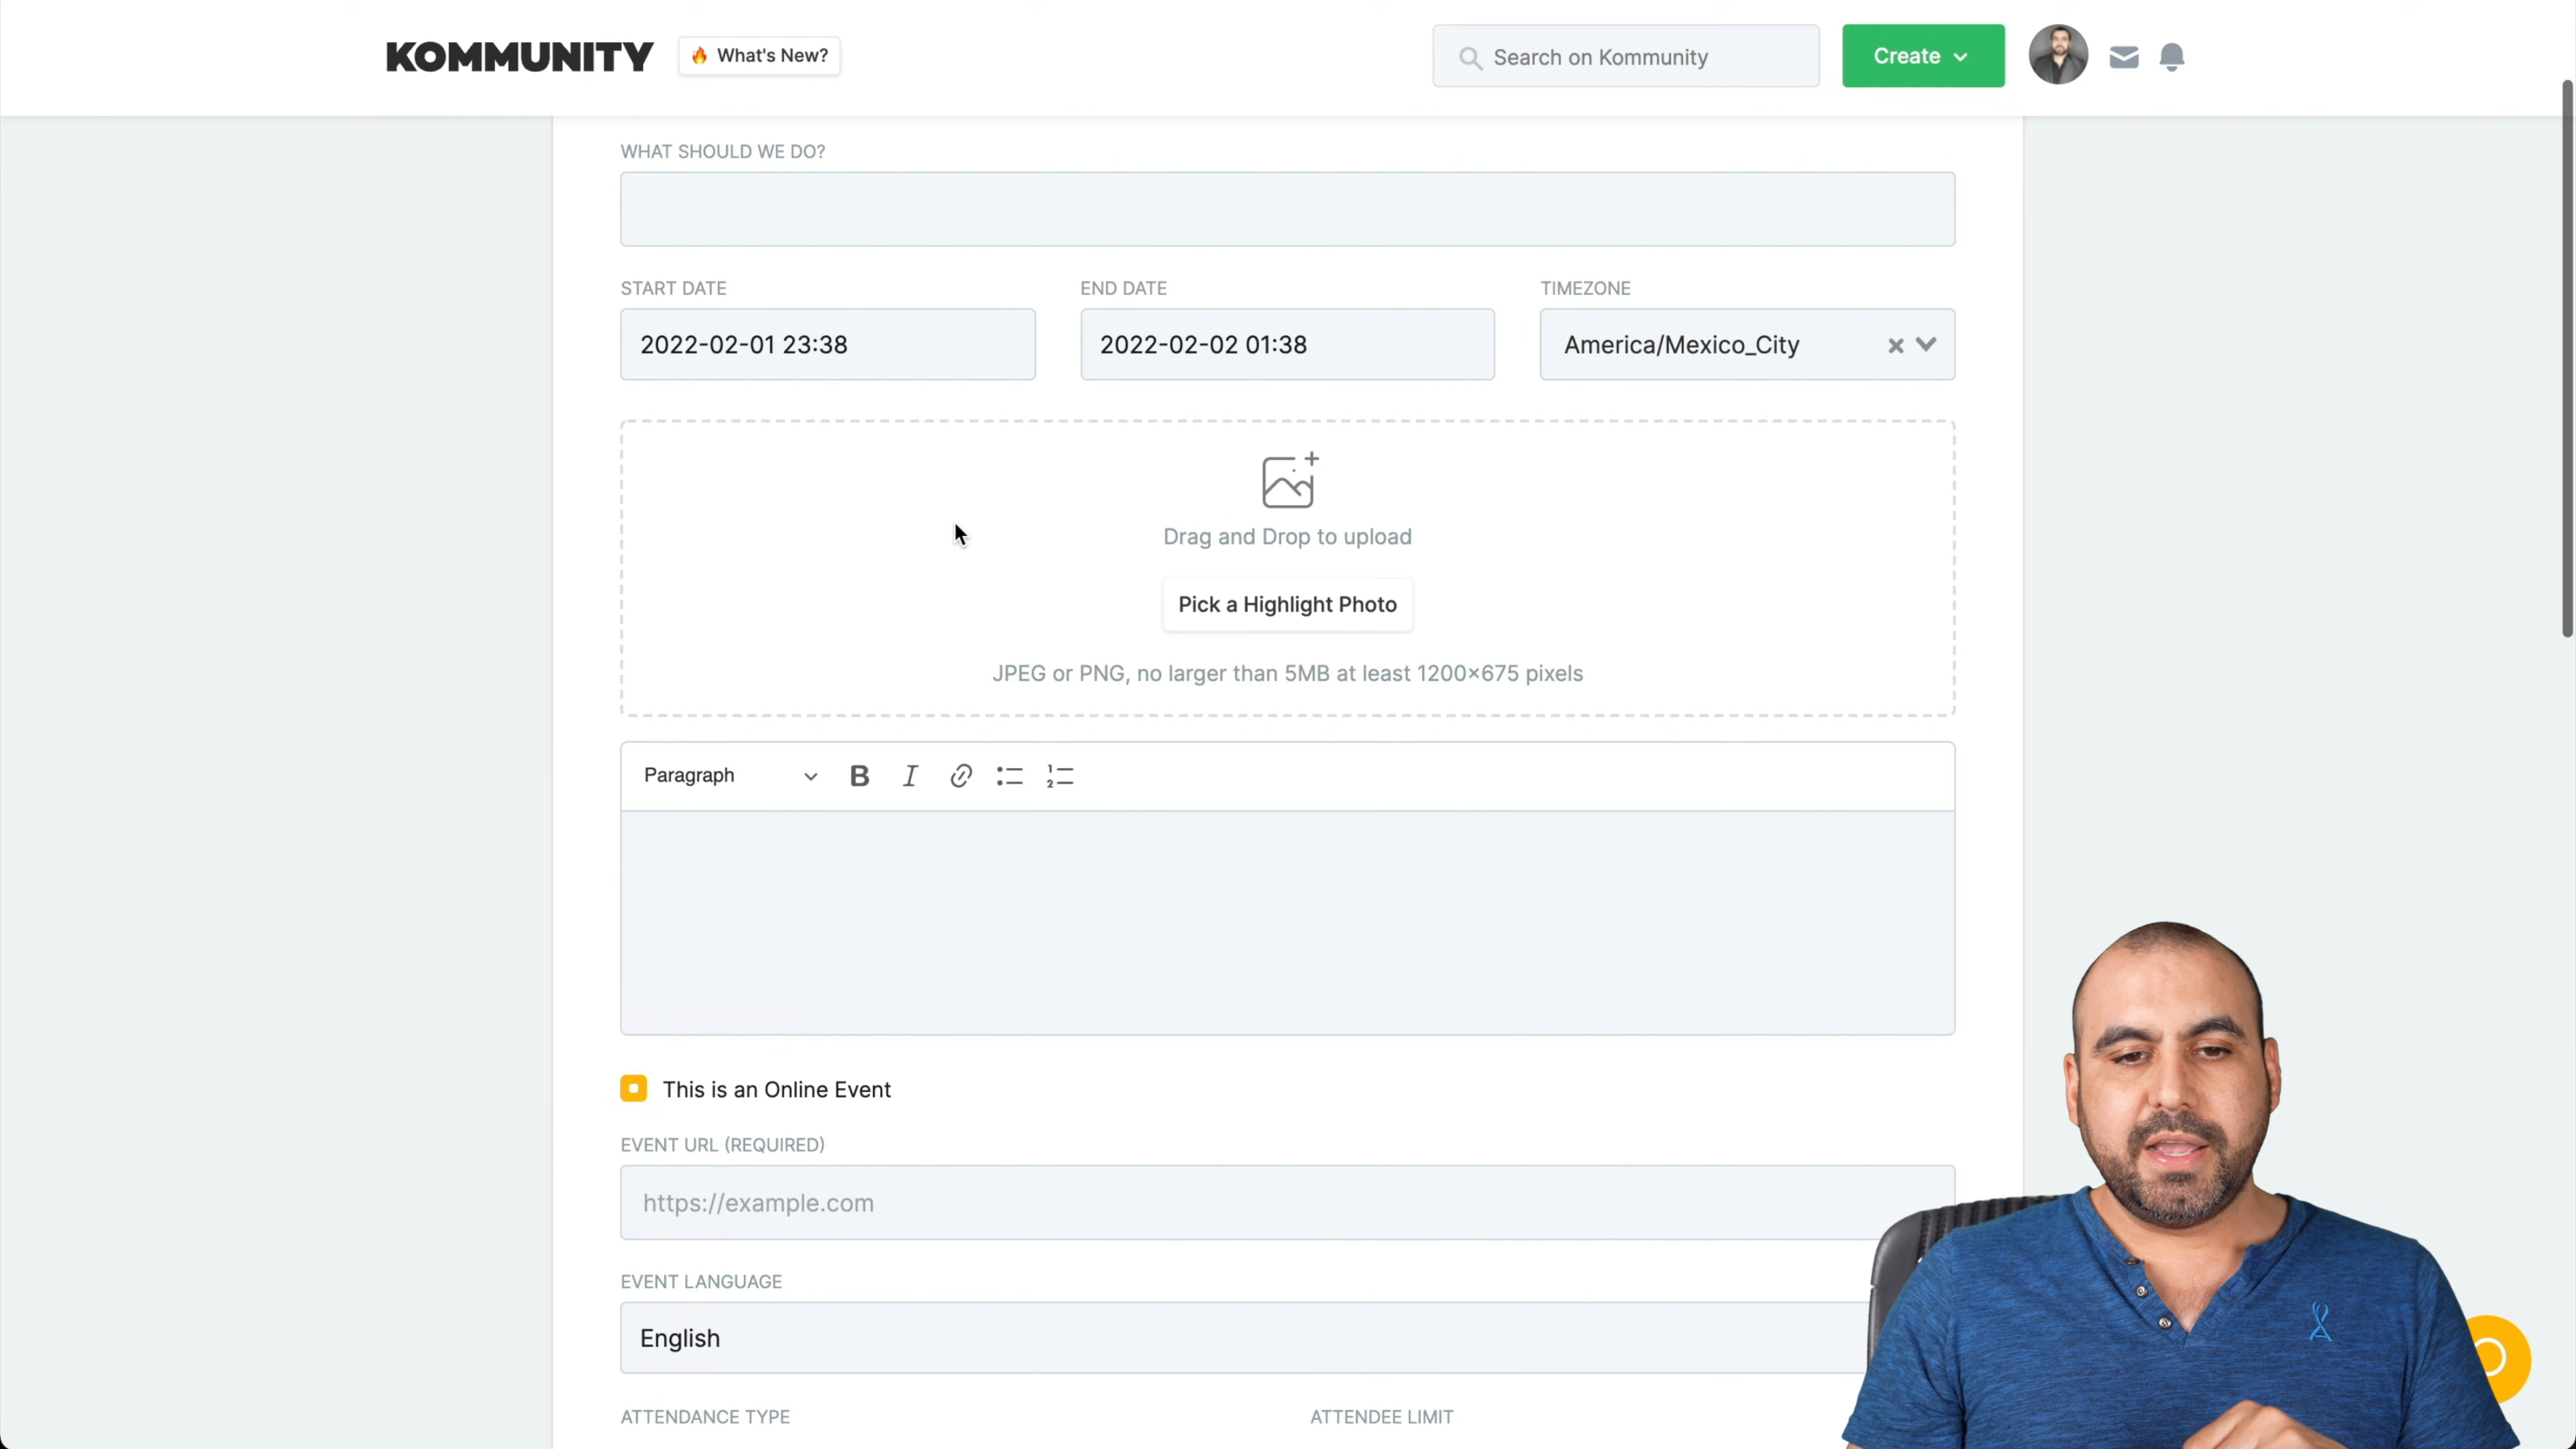 KOMMUNITY
🔥 What's New?
Search on Kommunity
Create
WHAT SHOULD WE DO?
START DATE
END DATE
TIMEZONE
2022-02-01 23:38
2022-02-02 01:38
America/Mexico_City
Drag and Drop to upload
Pick a Highlight Photo
JPEG or PNG, no larger than 5MB at least 1200×675 pixels
Paragraph
B
I
This is an Online Event
EVENT URL (REQUIRED)
https://example.com
EVENT LANGUAGE
English
ATTENDANCE TYPE
ATTENDEE LIMIT